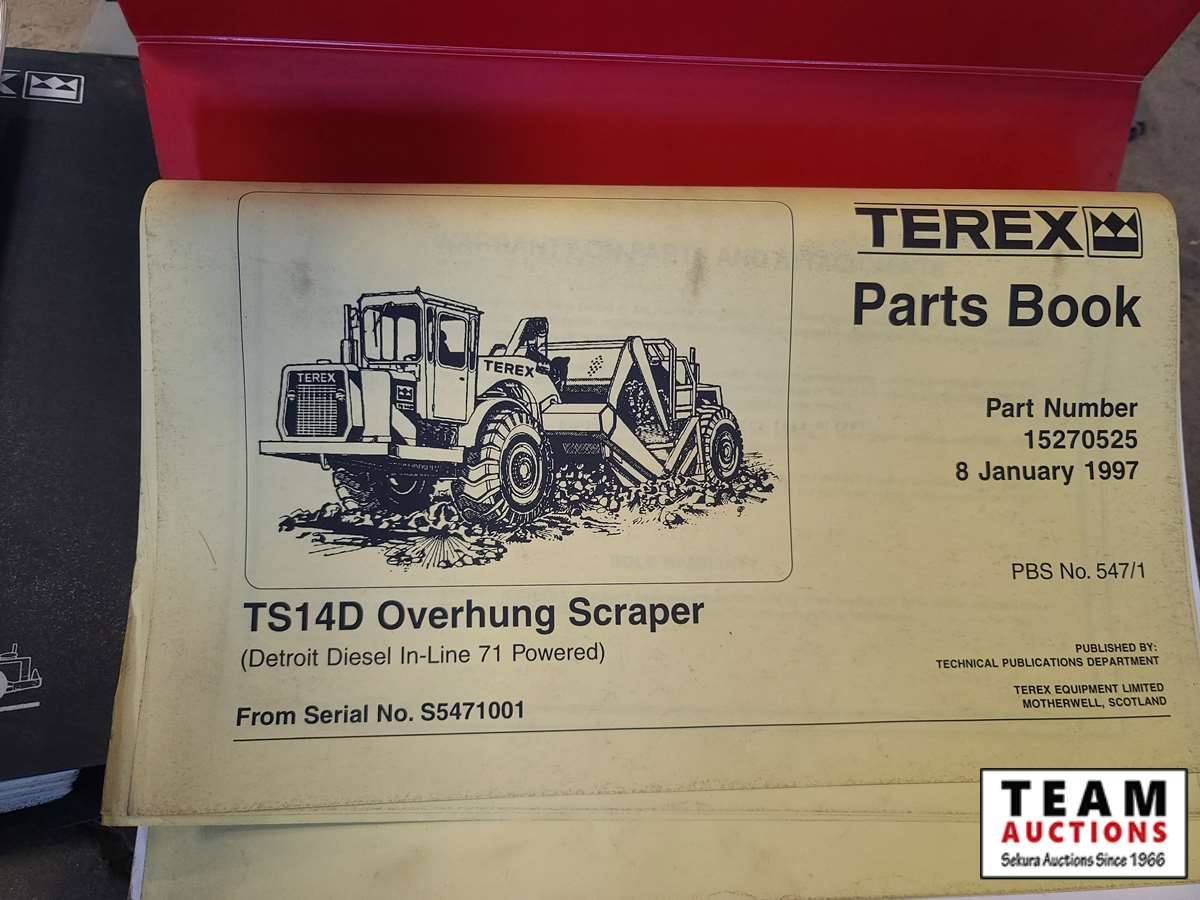 TEREX
Parts Book
TEREX
TEREX
Part Number
15270525
8 January 1997
PBS No. 547/1
TS14D Overhung Scraper
(Detroit Diesel In-Line 71 Powered)
From Serial No. S5471001
PUBLISHED BY:
TECHNICAL PUBLICATIONS DEPARTMENT
TEREX EQUIPMENT LIMITED
MOTHERWELL, SCOTLAND
TEAM
AUCTIONS
Sekura Auctions Since 1966